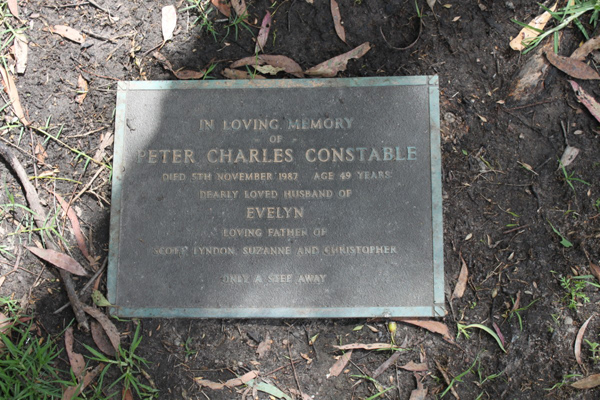 IN LOVING MEMORY
OF
PETER CHARLES CONSTABLE
DIED 5TH NOVEMBER 1987 AGE 49 YEARS
DEARLY LOVED HUSBAND OF
EVELYN
LOVING FATHER OF
SCOTT, LYNDON, SUZANNE AND CHRISTOPHER
ONLY A STEP AWAY